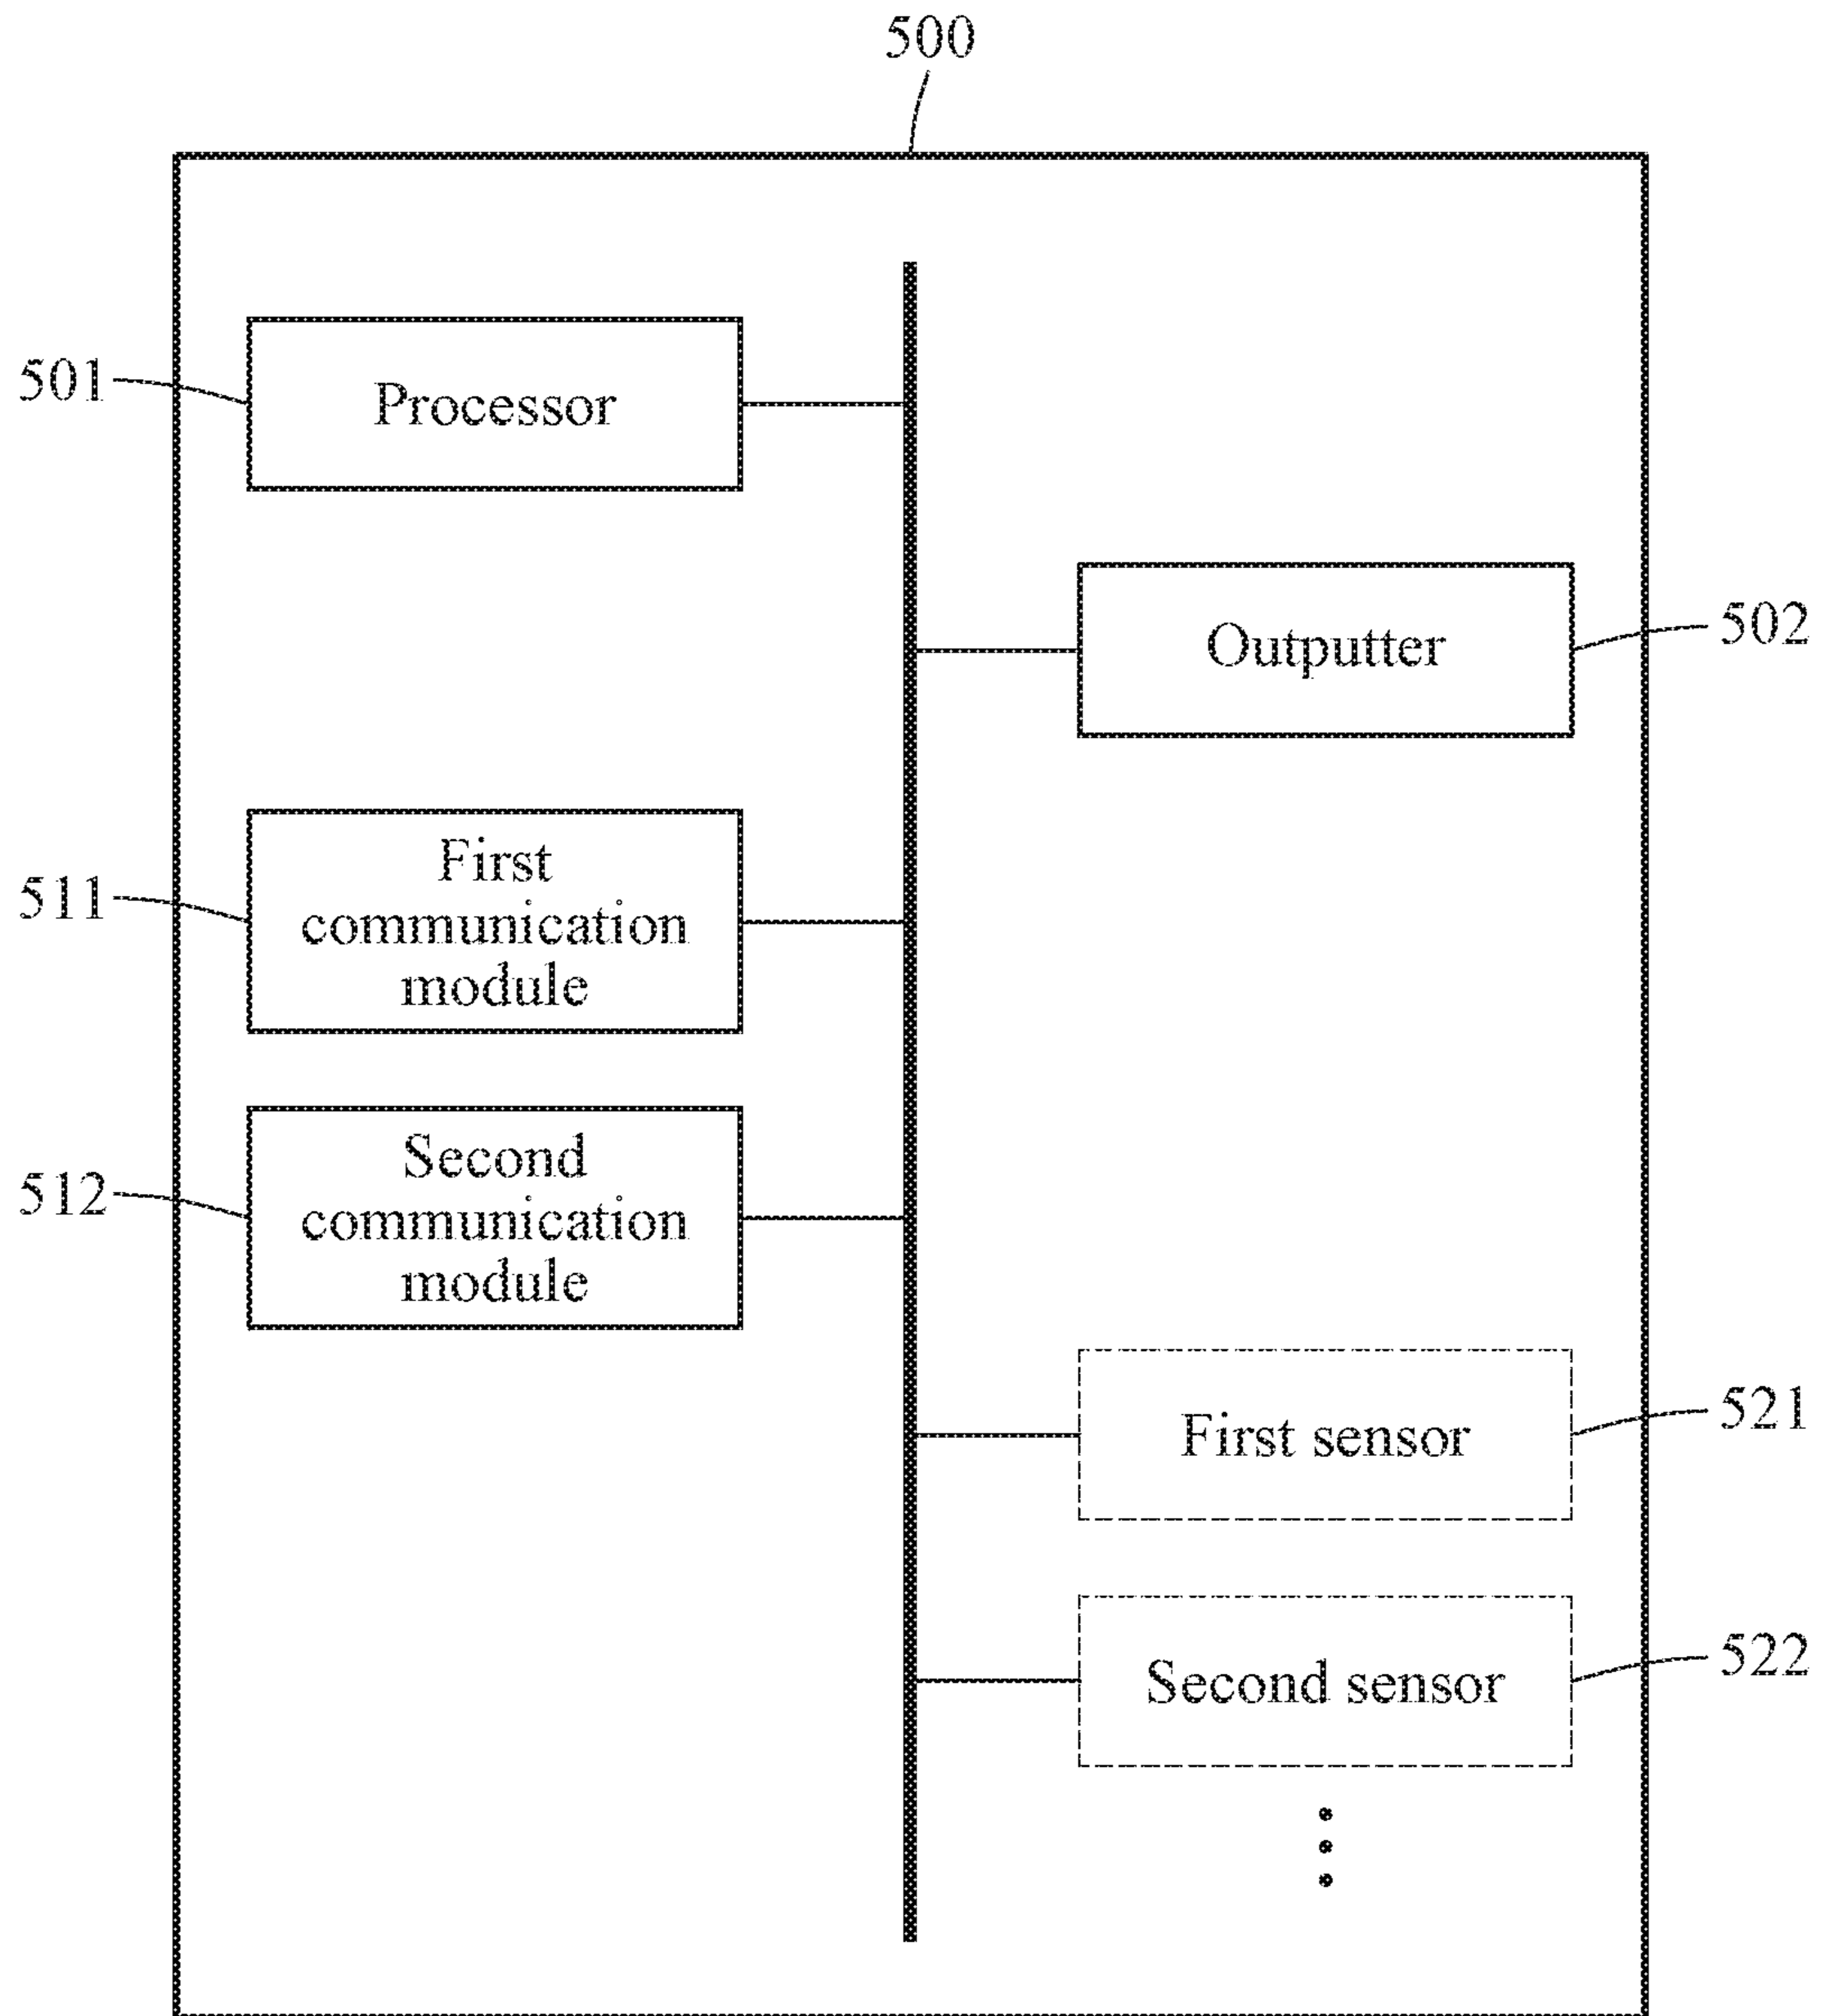 500
501
Processor
Outputter
502
511
First
communication
module
512
Second
communication
module
First sensor
521
Second sensor
522